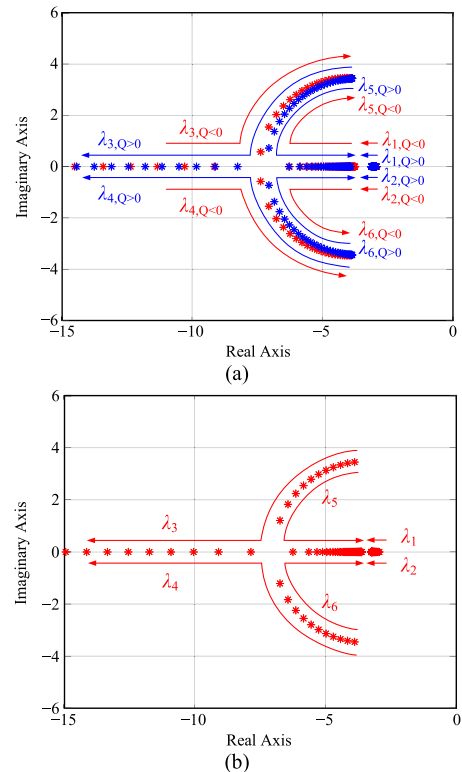 6
4
λ5,Q>0
λ3,Q<0
λ5,Q<0
λ3,Q>0
λ1,Q<0
2
λ1,Q>0
0
λ4,Q>0
λ2,Q>0
λ2,Q<0
−2
λ4,Q<0
λ6,Q<0
λ6,Q>0
−4
−6
Imaginary Axis
−15 −10 −5 0
Real Axis
(a)
6
4
λ5
2
λ3
λ1
0
λ4
λ2
−2
λ6
−4
−6
Imaginary Axis
−15 −10 −5 0
Real Axis
(b)